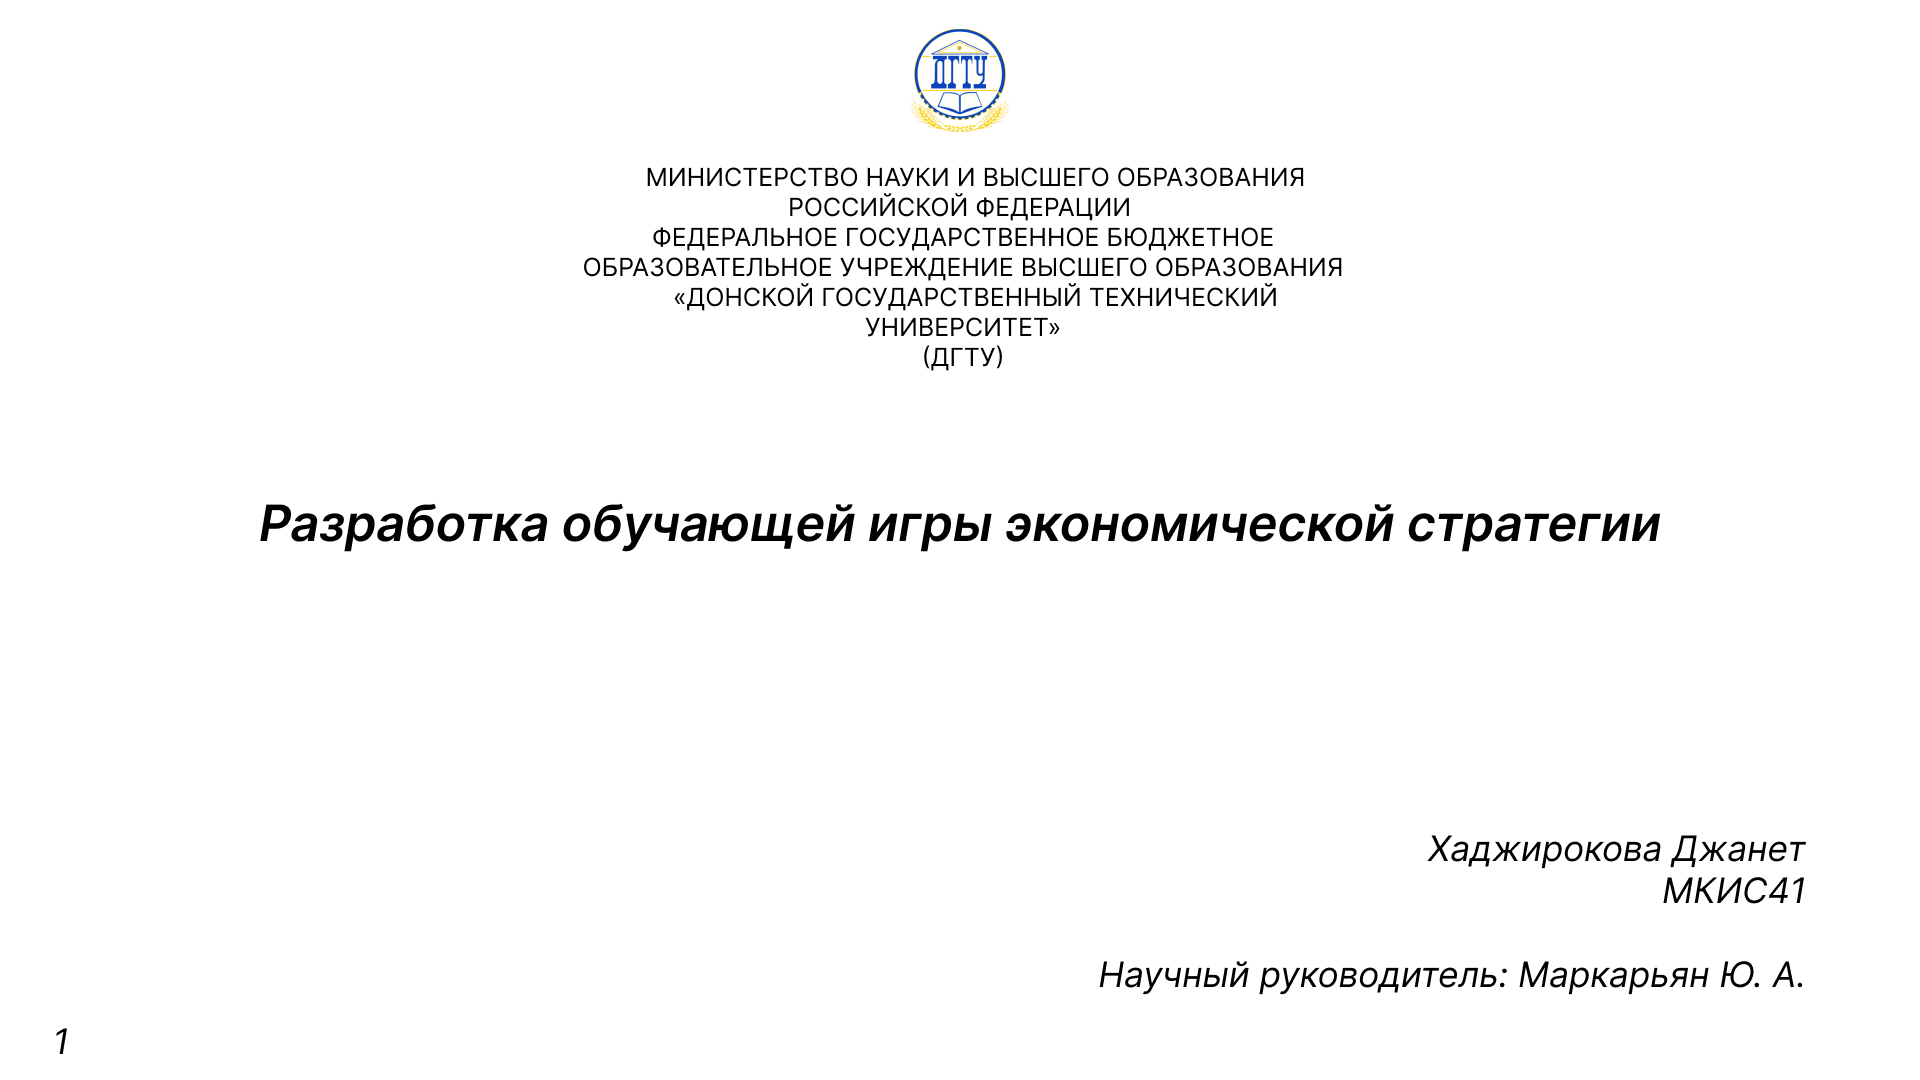 ДГТУ
МИНИСТЕРСТВО НАУКИ И ВЫСШЕГО ОБРАЗОВАНИЯ
РОССИЙСКОЙ ФЕДЕРАЦИИ
ФЕДЕРАЛЬНОЕ ГОСУДАРСТВЕННОЕ БЮДЖЕТНОЕ
ОБРАЗОВАТЕЛЬНОЕ УЧРЕЖДЕНИЕ ВЫСШЕГО ОБРАЗОВАНИЯ
«ДОНСКОЙ ГОСУДАРСТВЕННЫЙ ТЕХНИЧЕСКИЙ
УНИВЕРСИТЕТ»
(ДГТУ)
Разработка обучающей игры экономической стратегии
Хаджирокова Джанет
МКИС41
Научный руководитель: Маркарьян Ю. А.
1